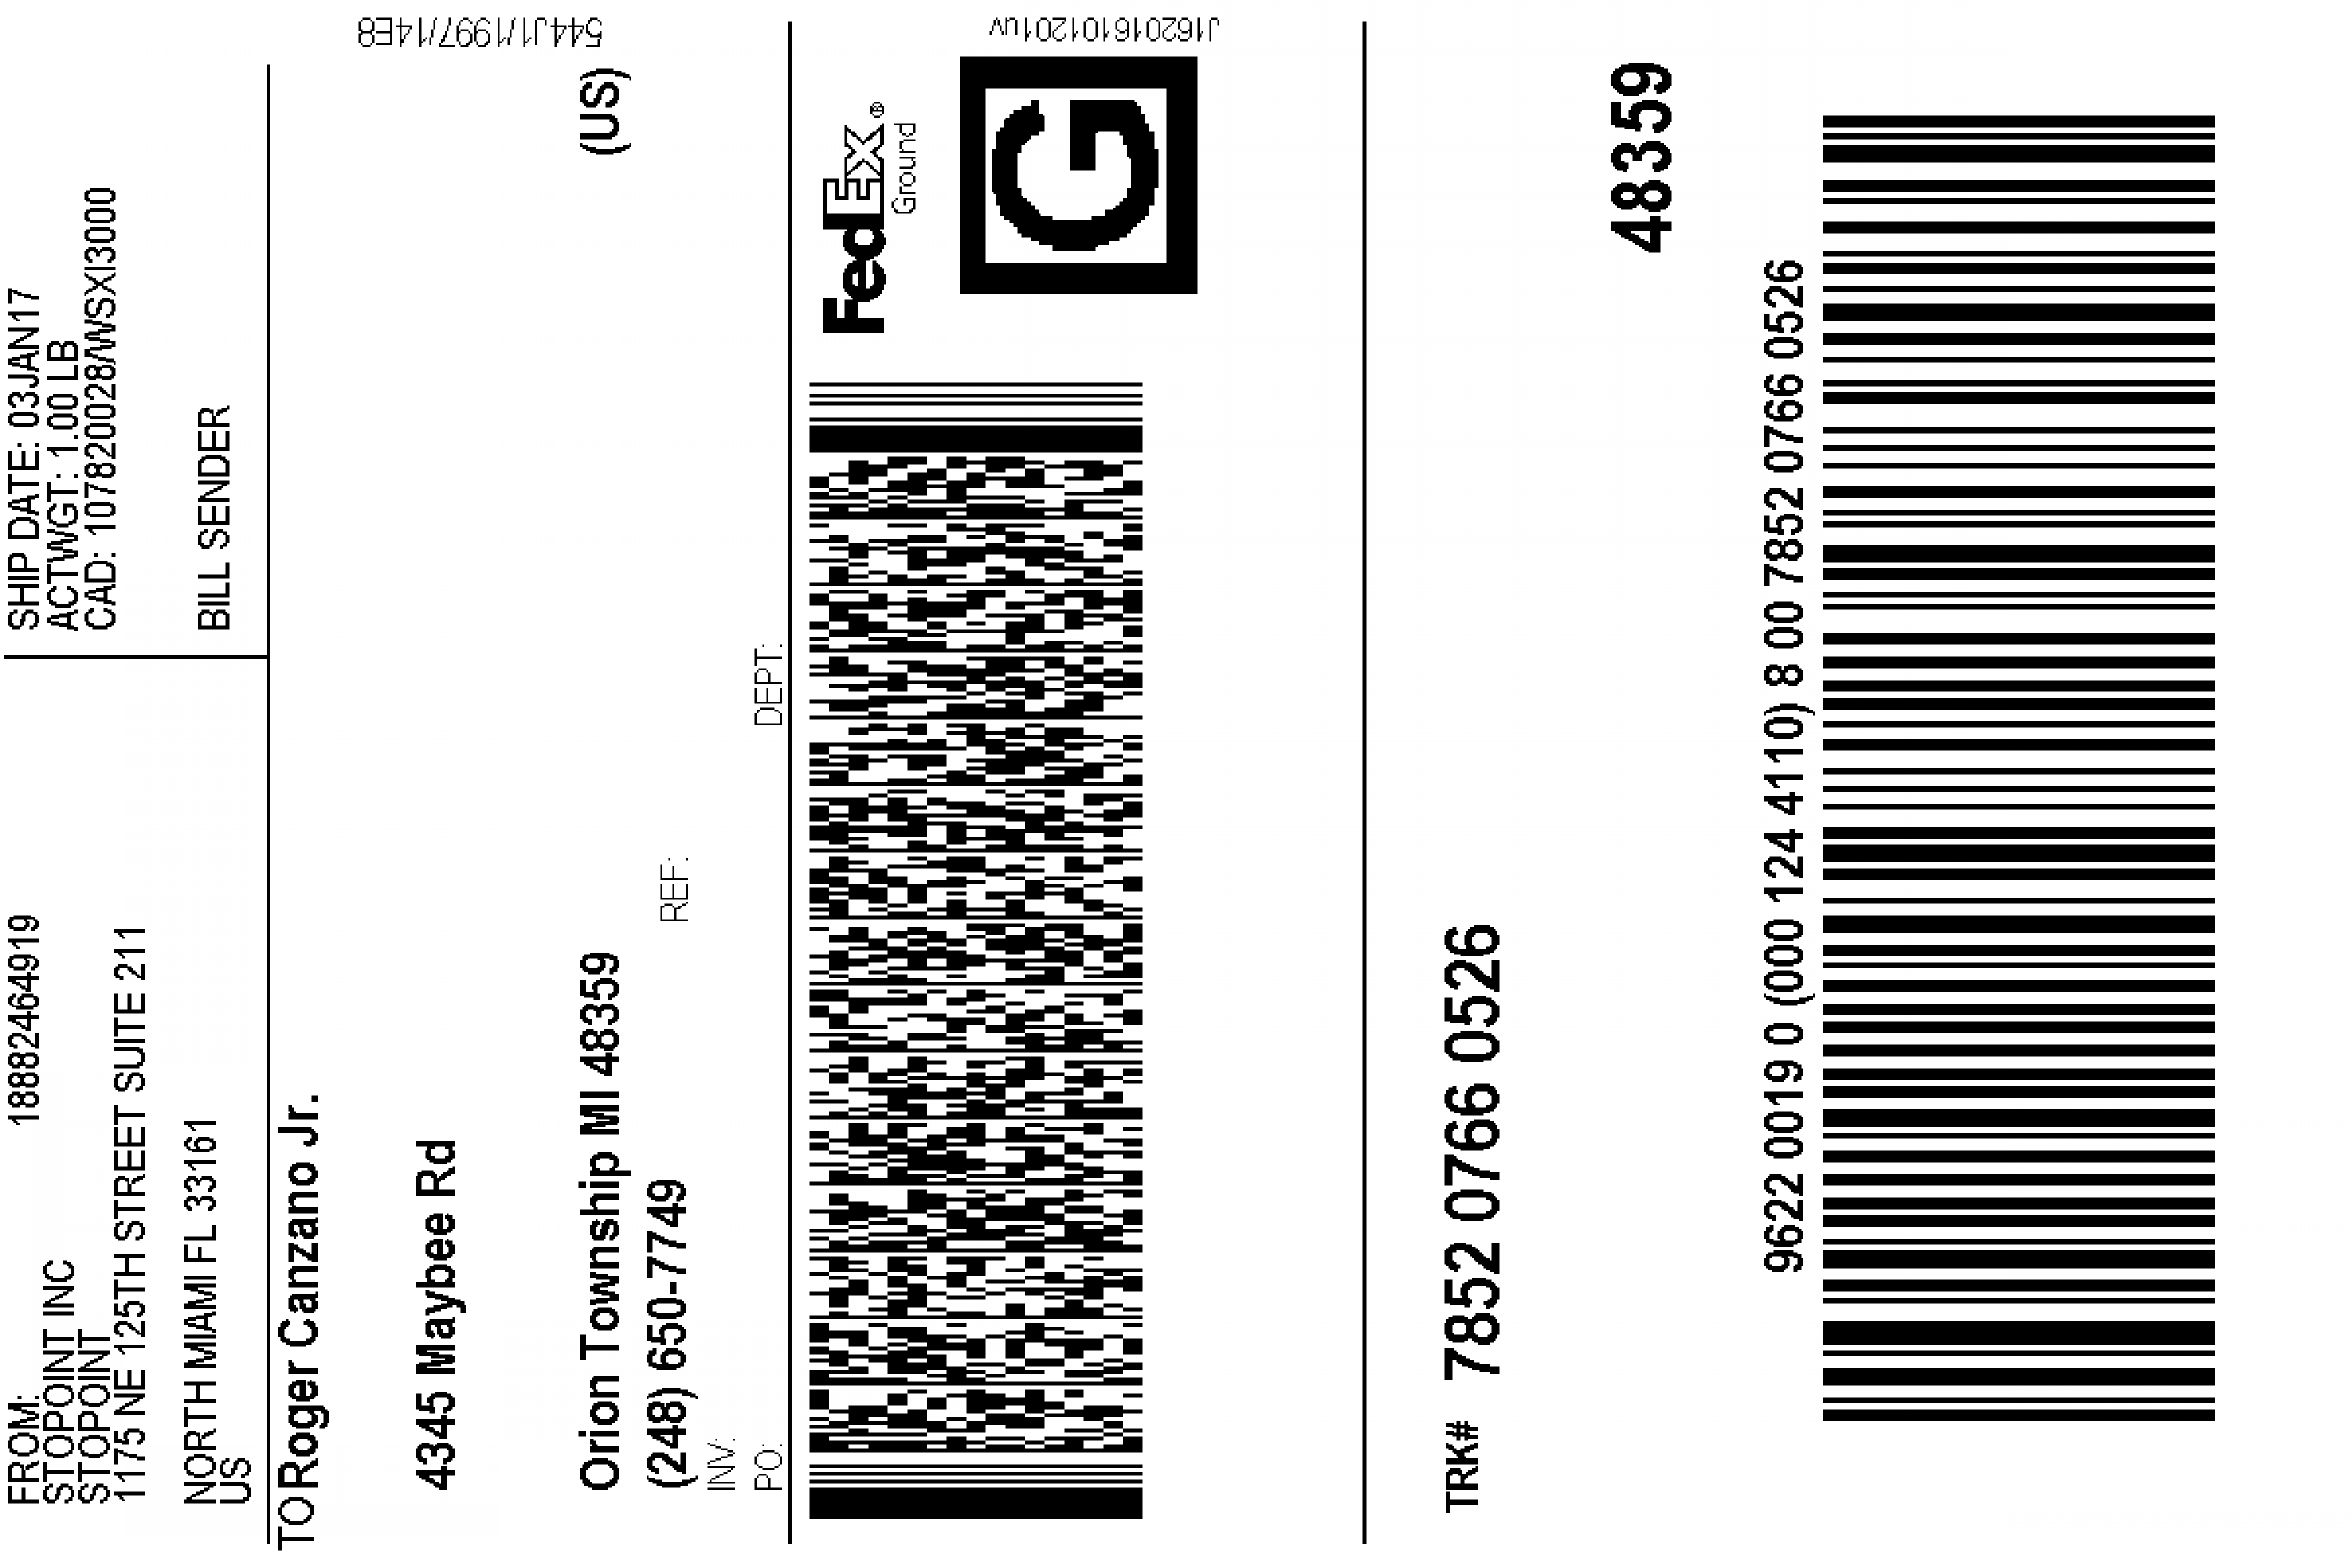 FROM: 18882464919
STOPOINT INC
STOPOINT
1175 NE 125TH STREET SUITE 211
NORTH MIAMI FL 33161
US
SHIP DATE: 03JAN17
ACTWGT: 1.00 LB
CAD: 107820028/WSXI3000
BILL SENDER
TO Roger Canzano Jr.
4345 Maybee Rd
Orion Township MI 48359 (US)
(248) 650-7749
REF:
INV:
PO: DEPT:
544J1/1997/14E8
FedEx®
Ground
G
J162016101201uv
TRK# 7852 0766 0526
48359
9622 0019 0 (000 124 4110) 8 00 7852 0766 0526